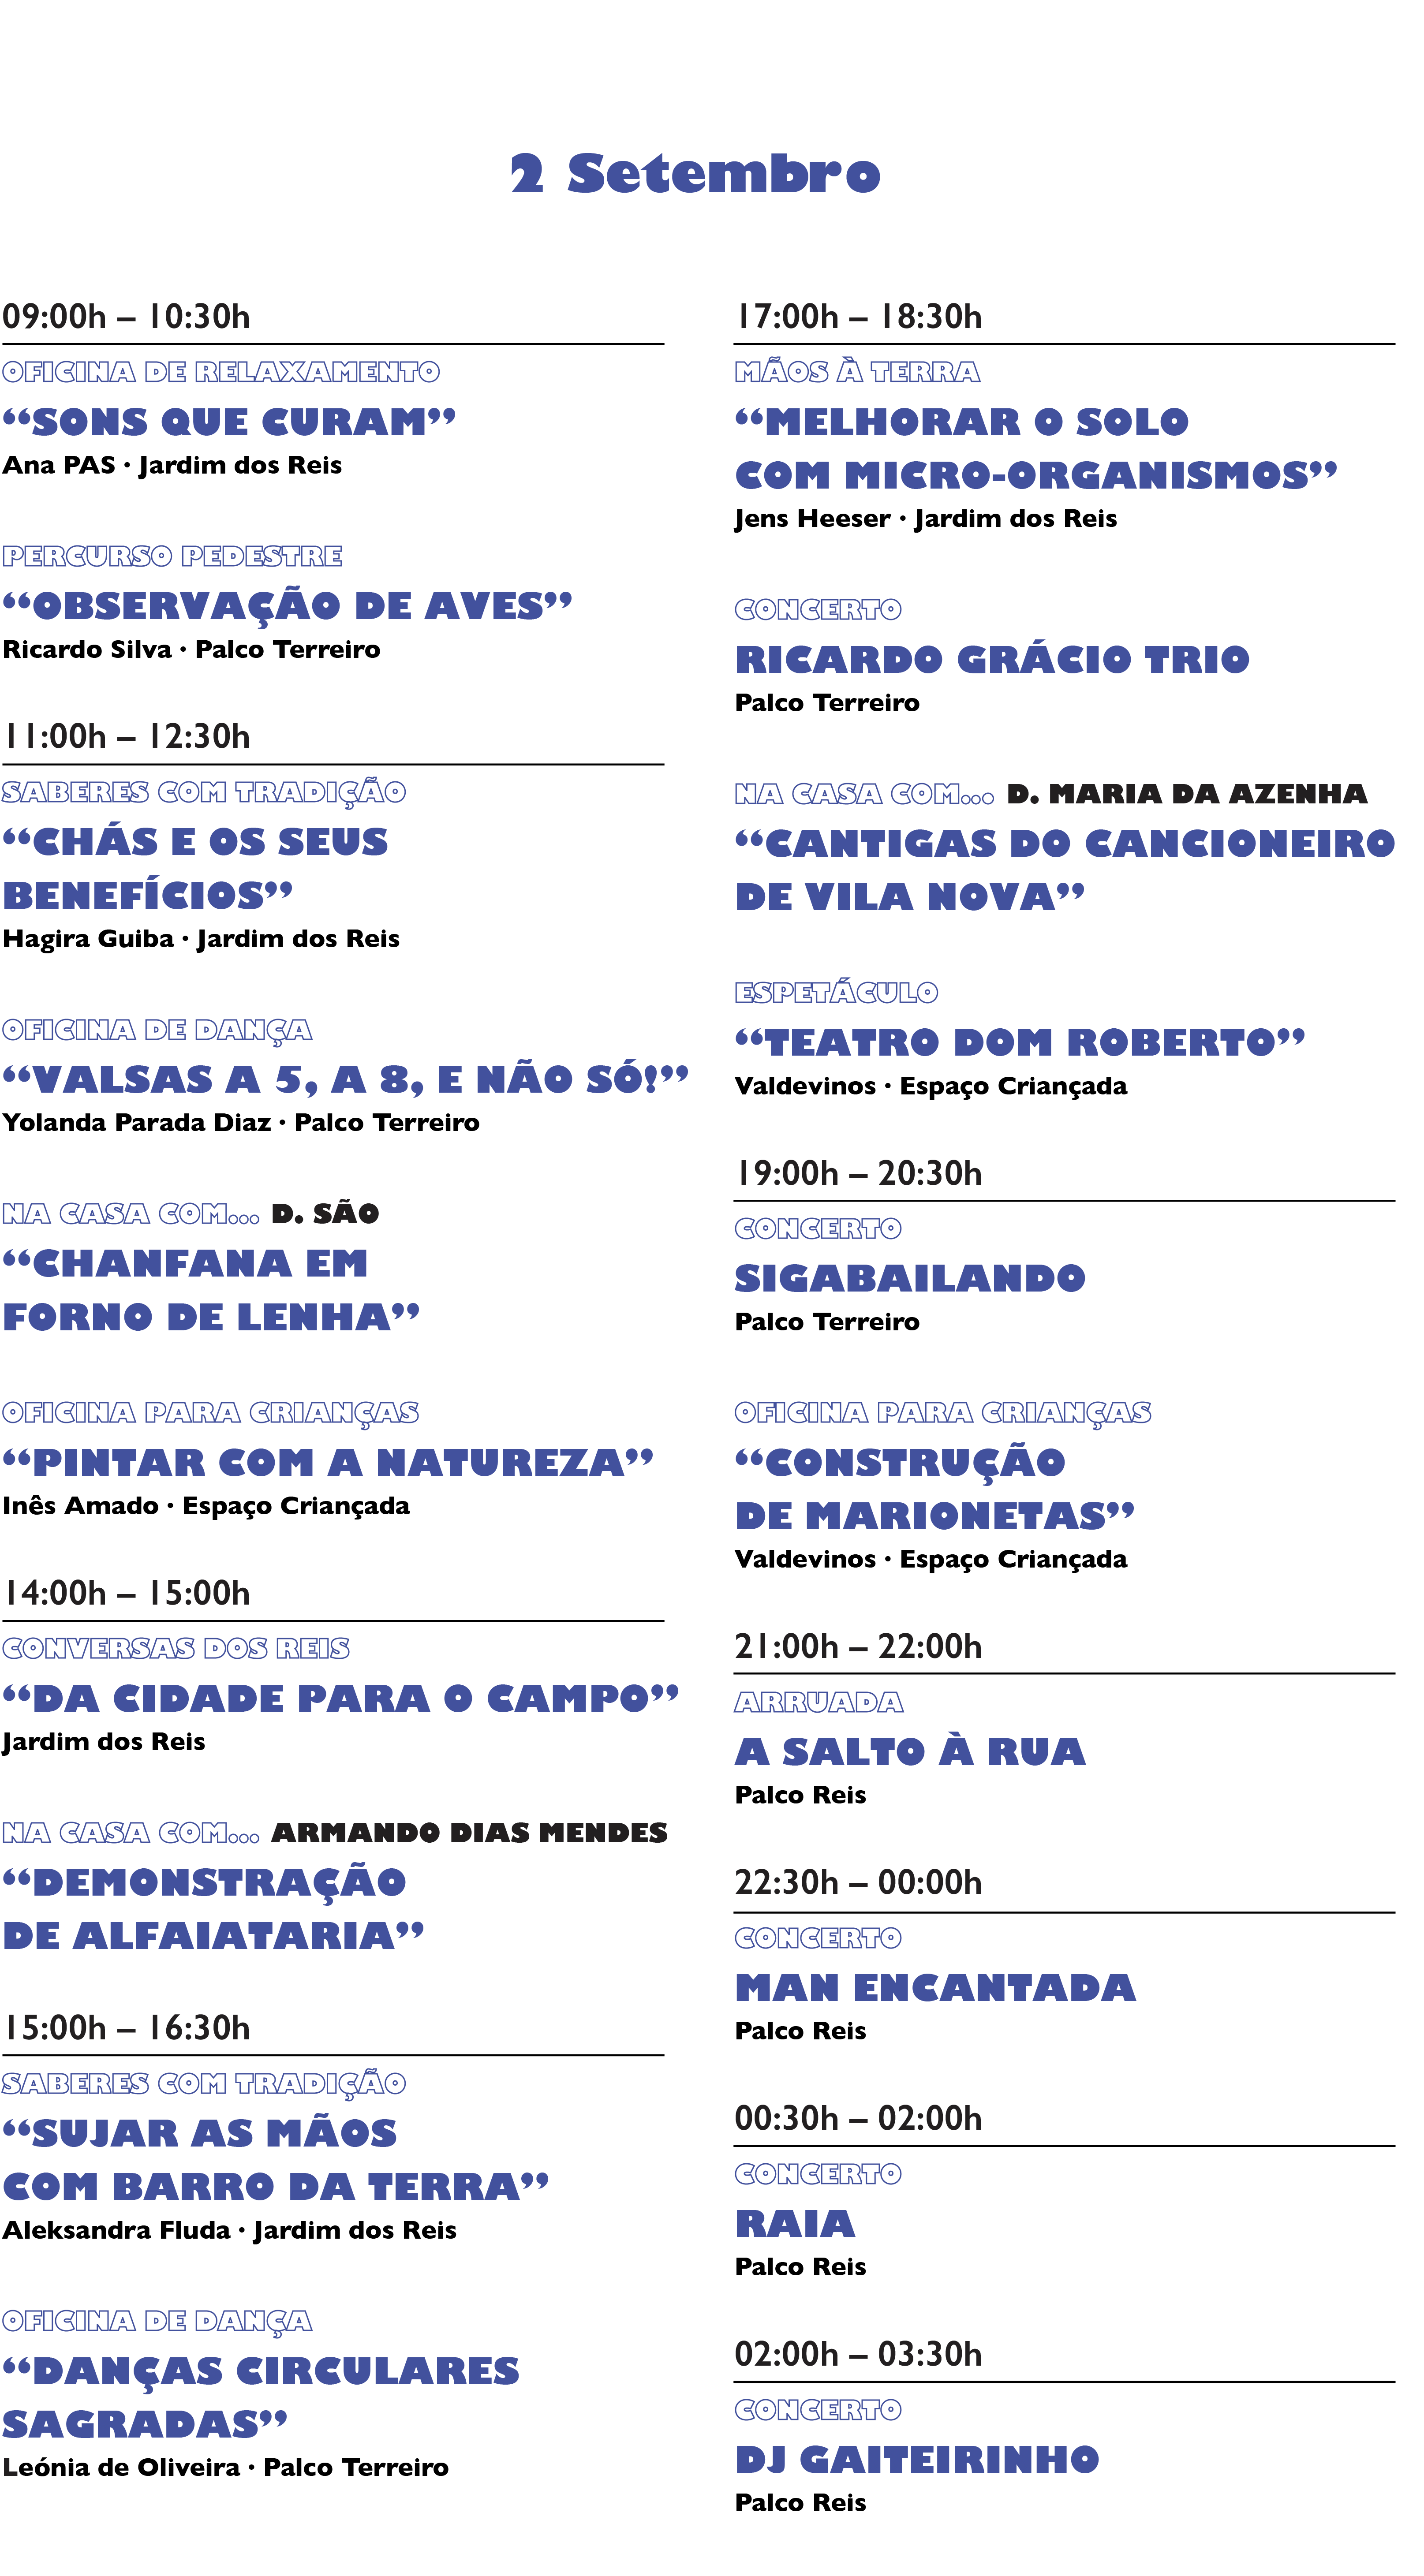 2 Setembro
09:00h – 10:30h
OFICINA DE RELAXAMENTO
“SONS QUE CURAM”
Ana PAS · Jardim dos Reis
PERCURSO PEDESTRE
“OBSERVAÇÃO DE AVES”
Ricardo Silva · Palco Terreiro
11:00h – 12:30h
SABERES COM TRADIÇÃO
“CHÁS E OS SEUS
BENEFÍCIOS”
Hagira Guiba · Jardim dos Reis
OFICINA DE DANÇA
“VALSAS A 5, A 8, E NÃO SÓ!”
Yolanda Parada Diaz · Palco Terreiro
NA CASA COM... D. SÃO
“CHANFANA EM
FORNO DE LENHA”
OFICINA PARA CRIANÇAS
“PINTAR COM A NATUREZA”
Inês Amado · Espaço Criançada
14:00h – 15:00h
CONVERSAS DOS REIS
“DA CIDADE PARA O CAMPO”
Jardim dos Reis
NA CASA COM... ARMANDO DIAS MENDES
“DEMONSTRAÇÃO
DE ALFAIATARIA”
15:00h – 16:30h
SABERES COM TRADIÇÃO
“SUJAR AS MÃOS
COM BARRO DA TERRA”
Aleksandra Fluda · Jardim dos Reis
OFICINA DE DANÇA
“DANÇAS CIRCULARES
SAGRADAS”
Leónia de Oliveira · Palco Terreiro
17:00h – 18:30h
MÃOS À TERRA
“MELHORAR O SOLO
COM MICRO-ORGANISMOS”
Jens Heeser · Jardim dos Reis
CONCERTO
RICARDO GRÁCIO TRIO
Palco Terreiro
NA CASA COM... D. MARIA DA AZENHA
“CANTIGAS DO CANCIONEIRO
DE VILA NOVA”
ESPETÁCULO
“TEATRO DOM ROBERTO”
Valdevinos · Espaço Criançada
19:00h – 20:30h
CONCERTO
SIGABAILANDO
Palco Terreiro
OFICINA PARA CRIANÇAS
“CONSTRUÇÃO
DE MARIONETAS”
Valdevinos · Espaço Criançada
21:00h – 22:00h
ARRUADA
A SALTO À RUA
Palco Reis
22:30h – 00:00h
CONCERTO
MAN ENCANTADA
Palco Reis
00:30h – 02:00h
CONCERTO
RAIA
Palco Reis
02:00h – 03:30h
CONCERTO
DJ GAITEIRINHO
Palco Reis